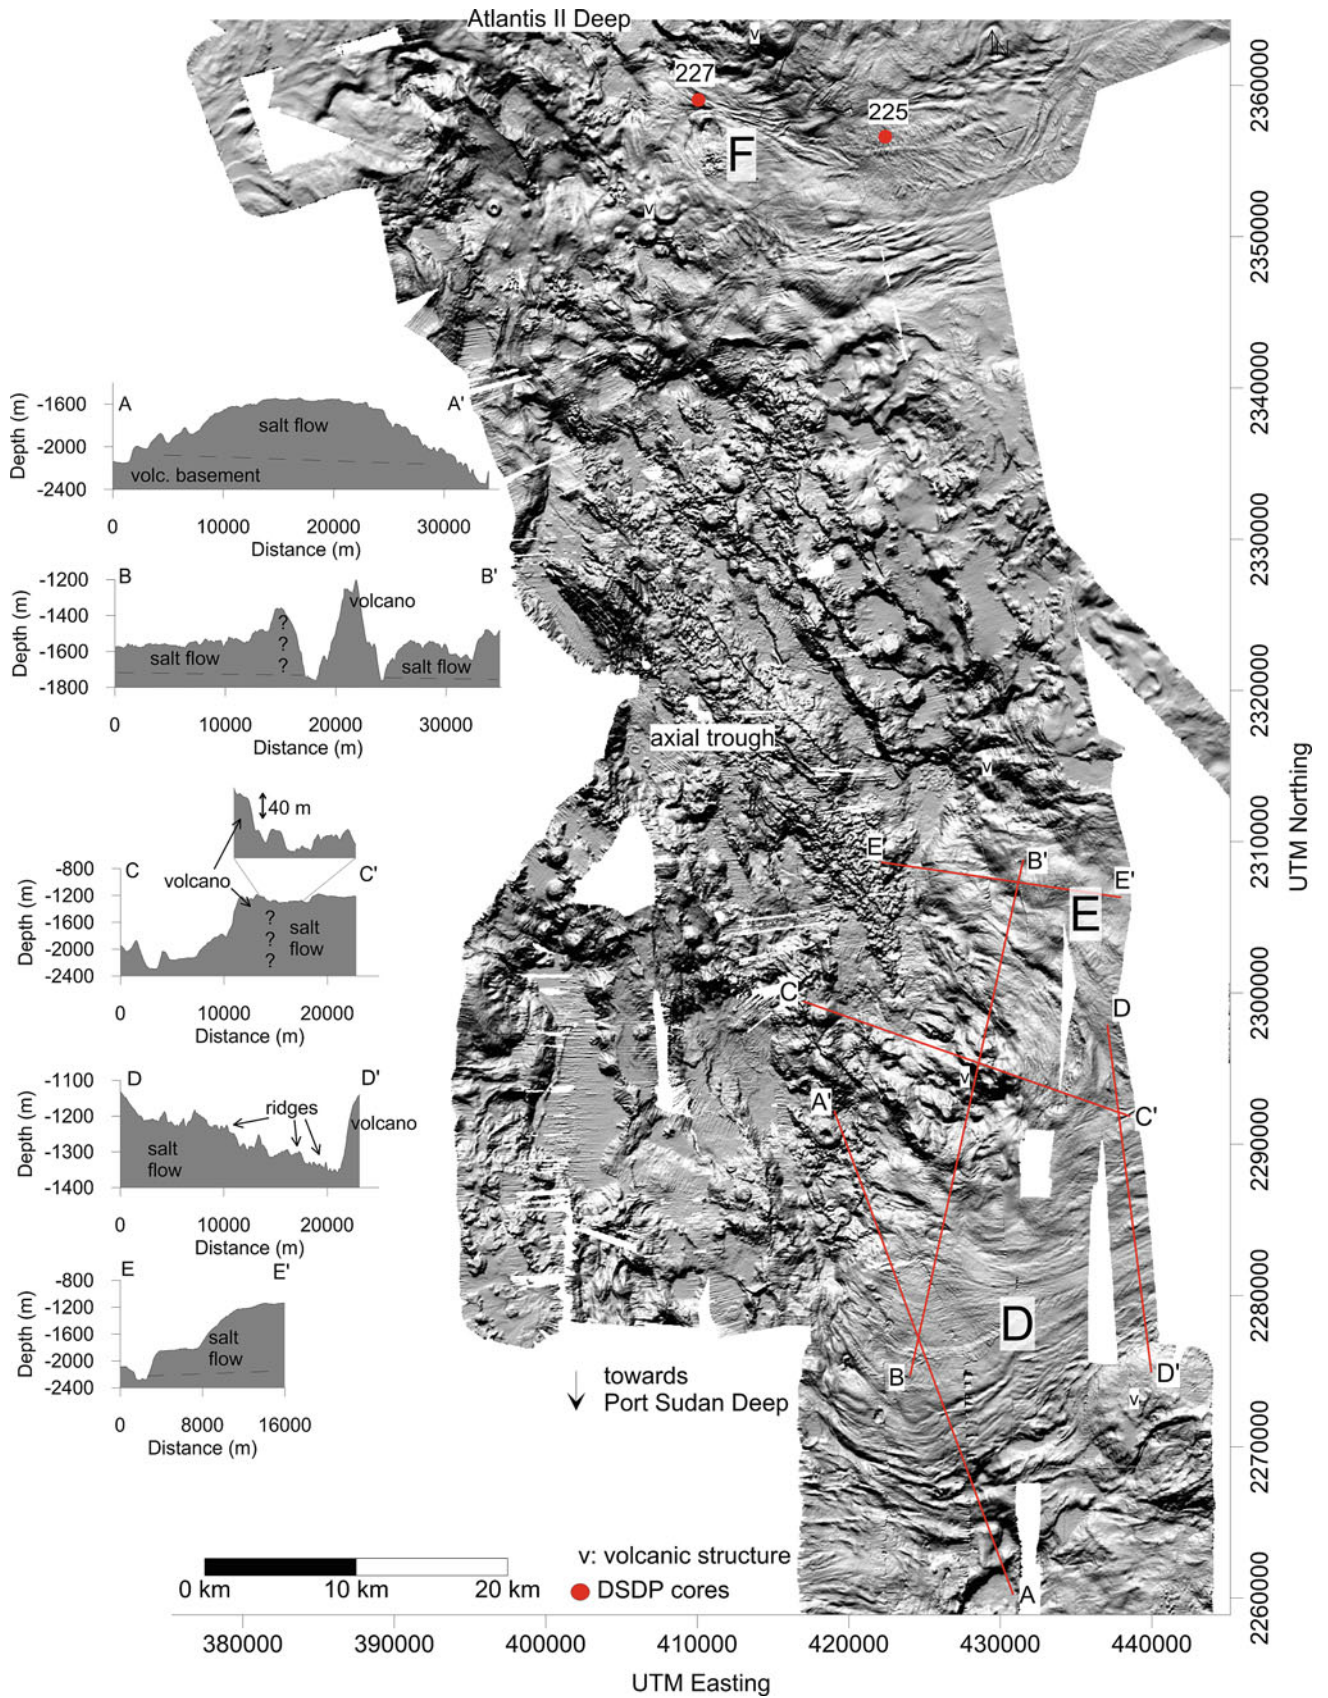 Atlantis II Deep
v
N
227
225
F
v
2360000
2350000
2340000
2330000
2320000
2310000
2300000
2290000
2280000
2270000
2260000
UTM Northing
A
A'
Depth (m)
-1600
-2000
-2400
salt flow
volc. basement
0 10000 20000 30000
Distance (m)
B
B'
Depth (m)
-1200
-1400
-1600
-1800
volcano
?
?
?
salt flow
salt flow
0 10000 20000 30000
Distance (m)
axial trough
v
40 m
C
C'
Depth (m)
-800
-1200
-1600
-2000
-2400
volcano
?
?
?
salt
flow
0 10000 20000
Distance (m)
D
D'
Depth (m)
-1100
-1200
-1300
-1400
ridges
volcano
salt
flow
0 10000 20000
Distance (m)
E
E'
Depth (m)
-800
-1200
-1600
-2000
-2400
salt
flow
0 8000 16000
Distance (m)
E
B'
E'
E
C
D
v
A'
C'
D
B
D'
v
A
towards
Port Sudan Deep
v: volcanic structure
DSDP cores
0 km 10 km 20 km
380000 390000 400000 410000 420000 430000 440000
UTM Easting